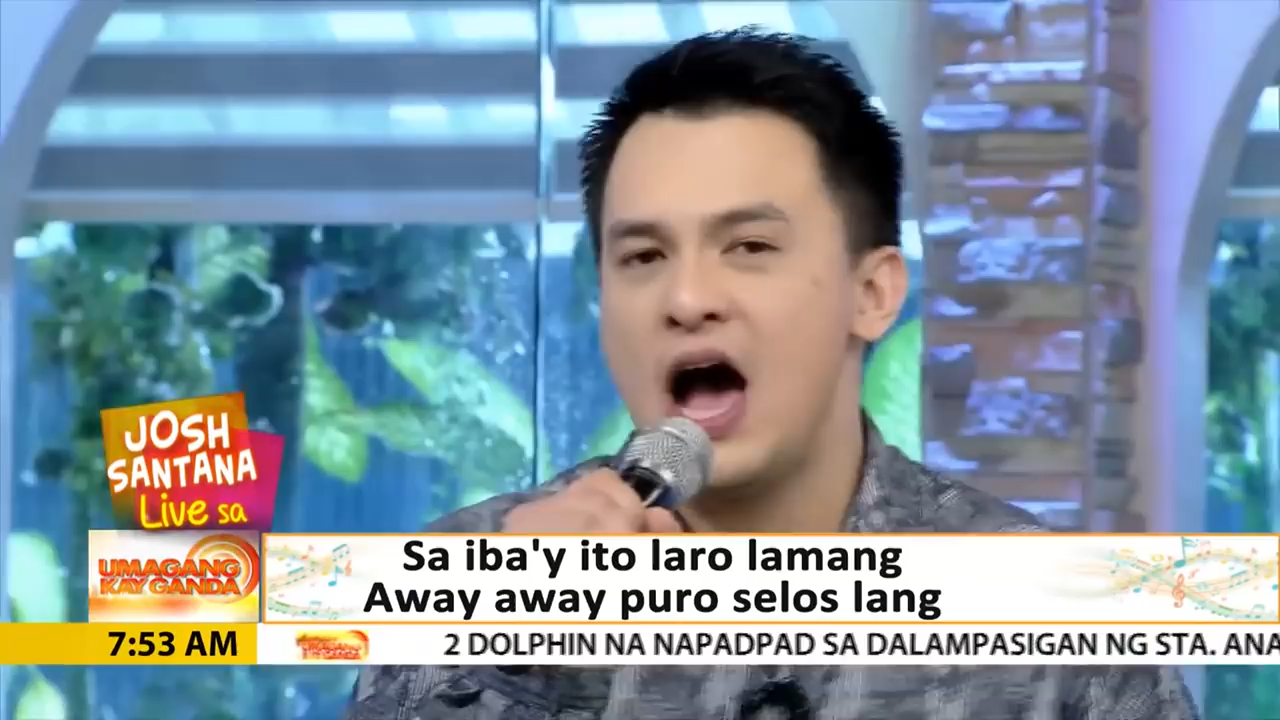 JOSH
SANTANA
Live sa
UMAGANG
KAY GANDA
Sa iba'y ito laro lamang
Away away puro selos lang
7:53 AM
2 DOLPHIN NA NAPADPAD SA DALAMPASIGAN NG STA. ANA